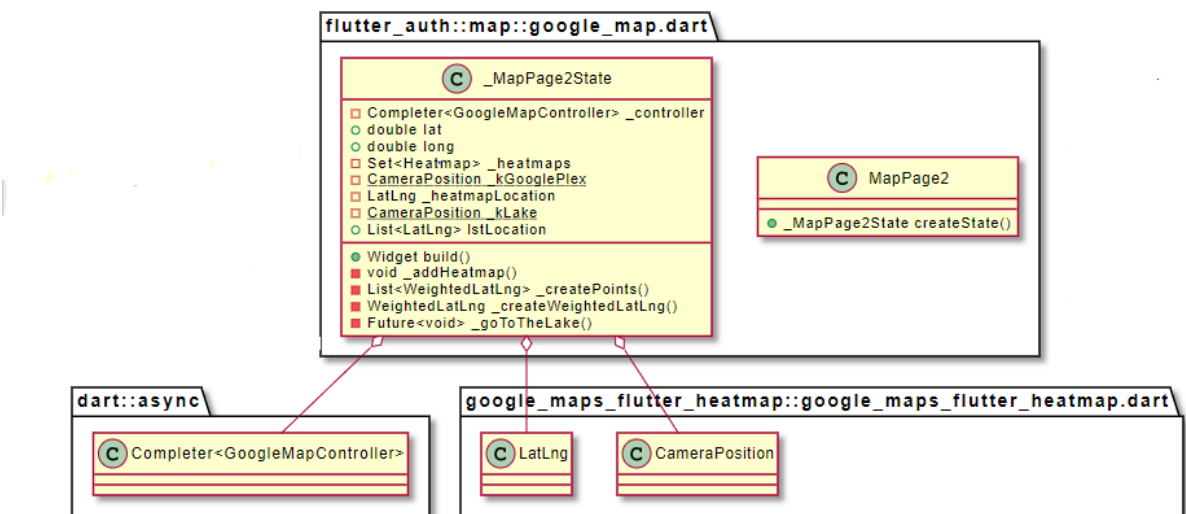 flutter_auth::map::google_map.dart
C _MapPage2State
Completer<GoogleMapController> _controller
double lat
double long
Set<Heatmap> _heatmaps
CameraPosition _kGooglePlex
LatLng _heatmapLocation
CameraPosition _kLake
List<LatLng> lstLocation
Widget build()
void _addHeatmap()
List<WeightedLatLng> _createPoints()
WeightedLatLng _createWeightedLatLng()
Future<void> _goToTheLake()
C MapPage2
_MapPage2State createState()
dart::async
C Completer<GoogleMapController>
google_maps_flutter_heatmap::google_maps_flutter_heatmap.dart
C LatLng
C CameraPosition